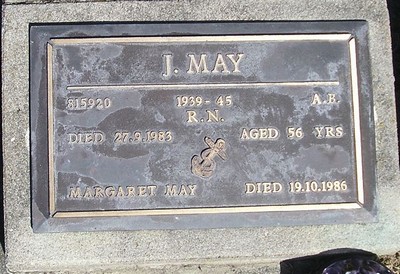 J. MAY
815920 1939-45 A.B.
R.N.
DIED 27.9.1983 AGED 56 YRS
MARGARET MAY DIED 19.10.1986